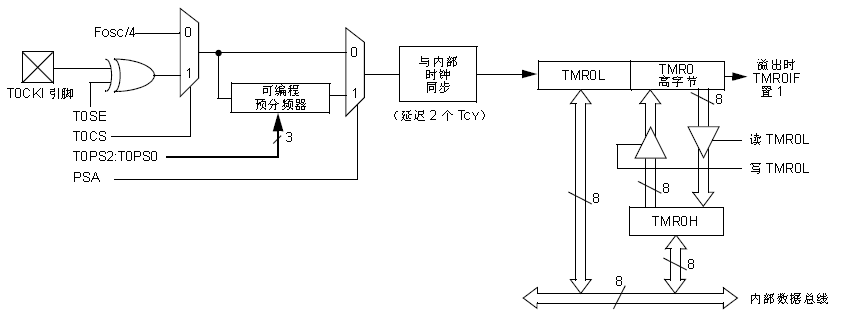 Fosc/4
0
1
T0CKI 引脚
T0SE
T0CS
T0PS2:T0PS0
PSA
可编程
预分频器
3
0
1
与内部
时钟
同步
(延迟 2 个 TCY)
TMR0L
TMR0
高字节
溢出时
TMR0IF
置 1
8
读 TMR0L
写 TMR0L
8
8
TMR0H
8
8
内部数据总线